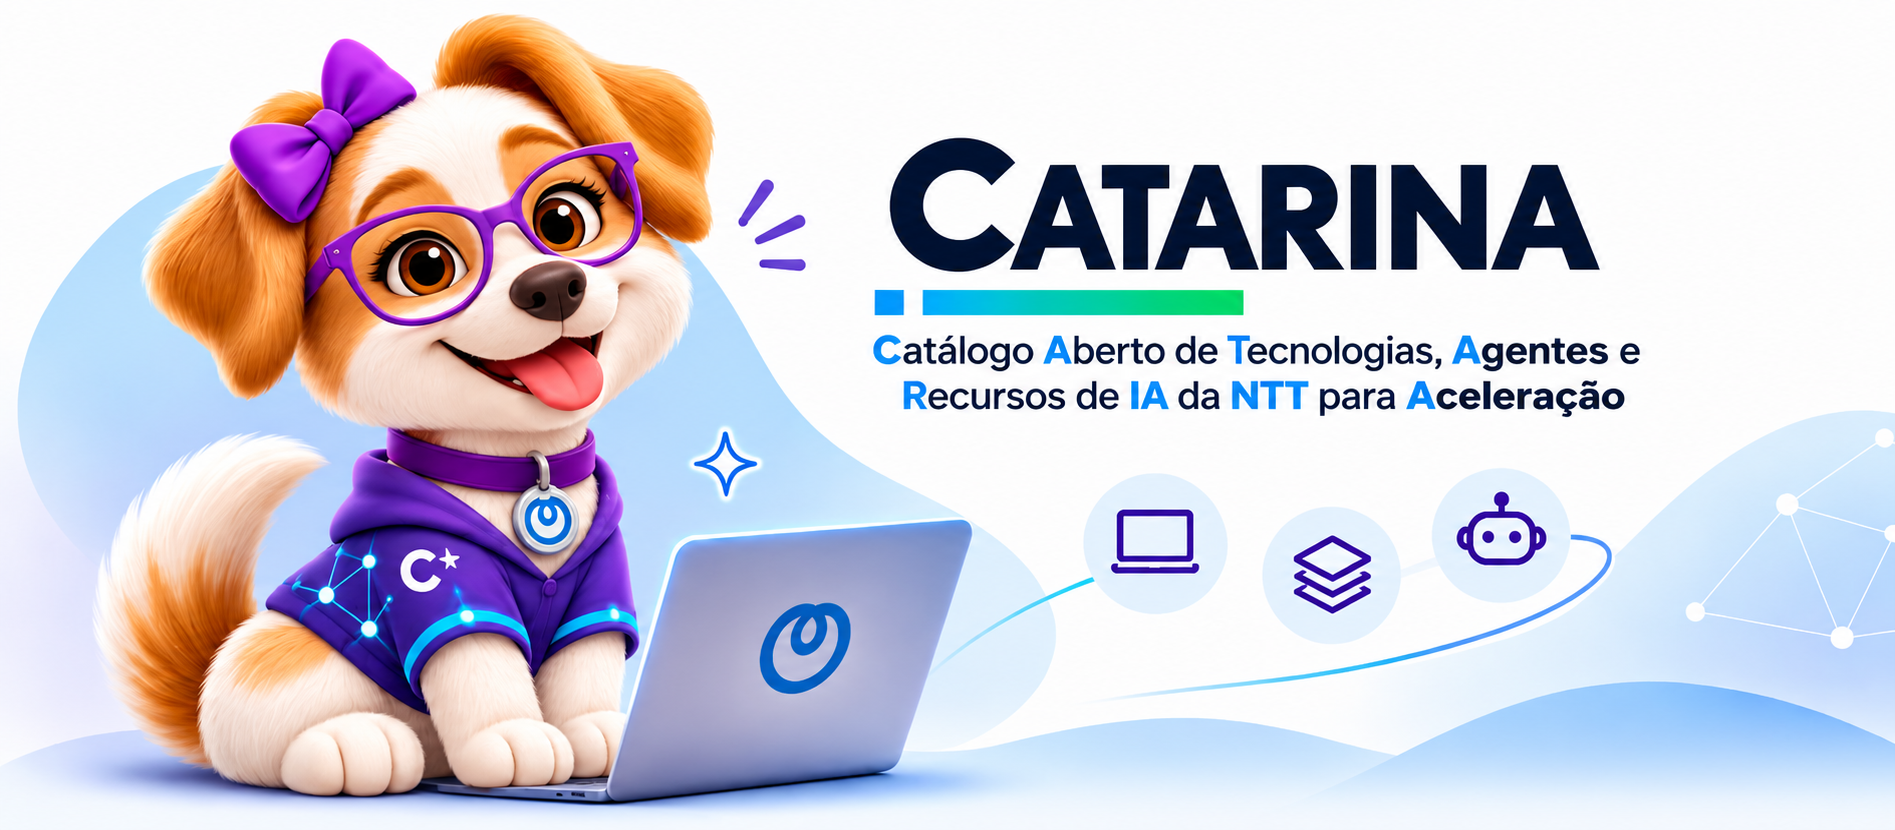 CATARINA
Catálogo Aberto de Tecnologias, Agentes e
Recursos de IA da NTT para Aceleração
C